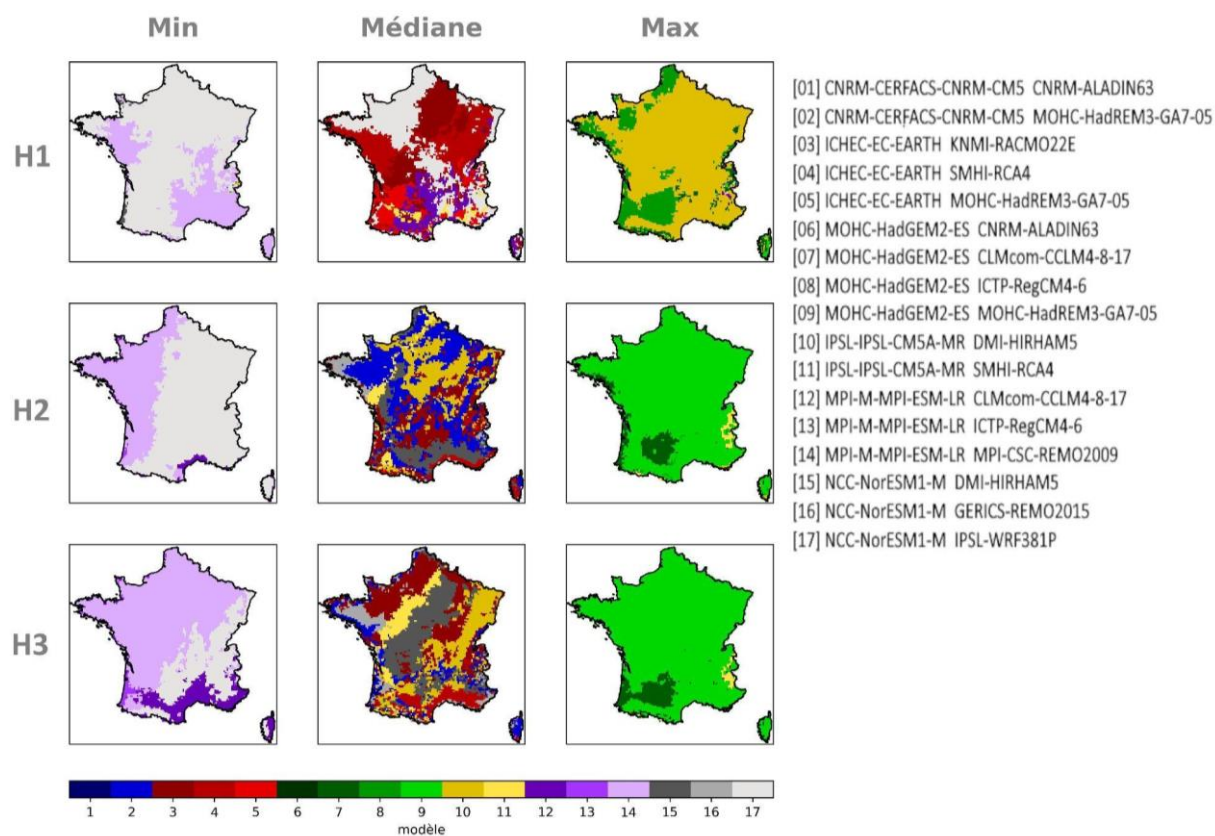 Min Médiane Max
H1
H2
H3
[01] CNRM-CERFACS-CNRM-CM5 CNRM-ALADIN63
[02] CNRM-CERFACS-CNRM-CM5 MOHC-HadREM3-GA7-05
[03] ICHEC-EC-EARTH KNMI-RACMO22E
[04] ICHEC-EC-EARTH SMHI-RCA4
[05] ICHEC-EC-EARTH MOHC-HadREM3-GA7-05
[06] MOHC-HadGEM2-ES CNRM-ALADIN63
[07] MOHC-HadGEM2-ES CLMcom-CCLM4-8-17
[08] MOHC-HadGEM2-ES ICTP-RegCM4-6
[09] MOHC-HadGEM2-ES MOHC-HadREM3-GA7-05
[10] IPSL-IPSL-CM5A-MR DMI-HIRHAM5
[11] IPSL-IPSL-CM5A-MR SMHI-RCA4
[12] MPI-M-MPI-ESM-LR CLMcom-CCLM4-8-17
[13] MPI-M-MPI-ESM-LR ICTP-RegCM4-6
[14] MPI-M-MPI-ESM-LR MPI-CSC-REMO2009
[15] NCC-NorESM1-M DMI-HIRHAM5
[16] NCC-NorESM1-M GERICS-REMO2015
[17] NCC-NorESM1-M IPSL-WRF381P
1 2 3 4 5 6 7 8 9 10 11 12 13 14 15 16 17
modèle